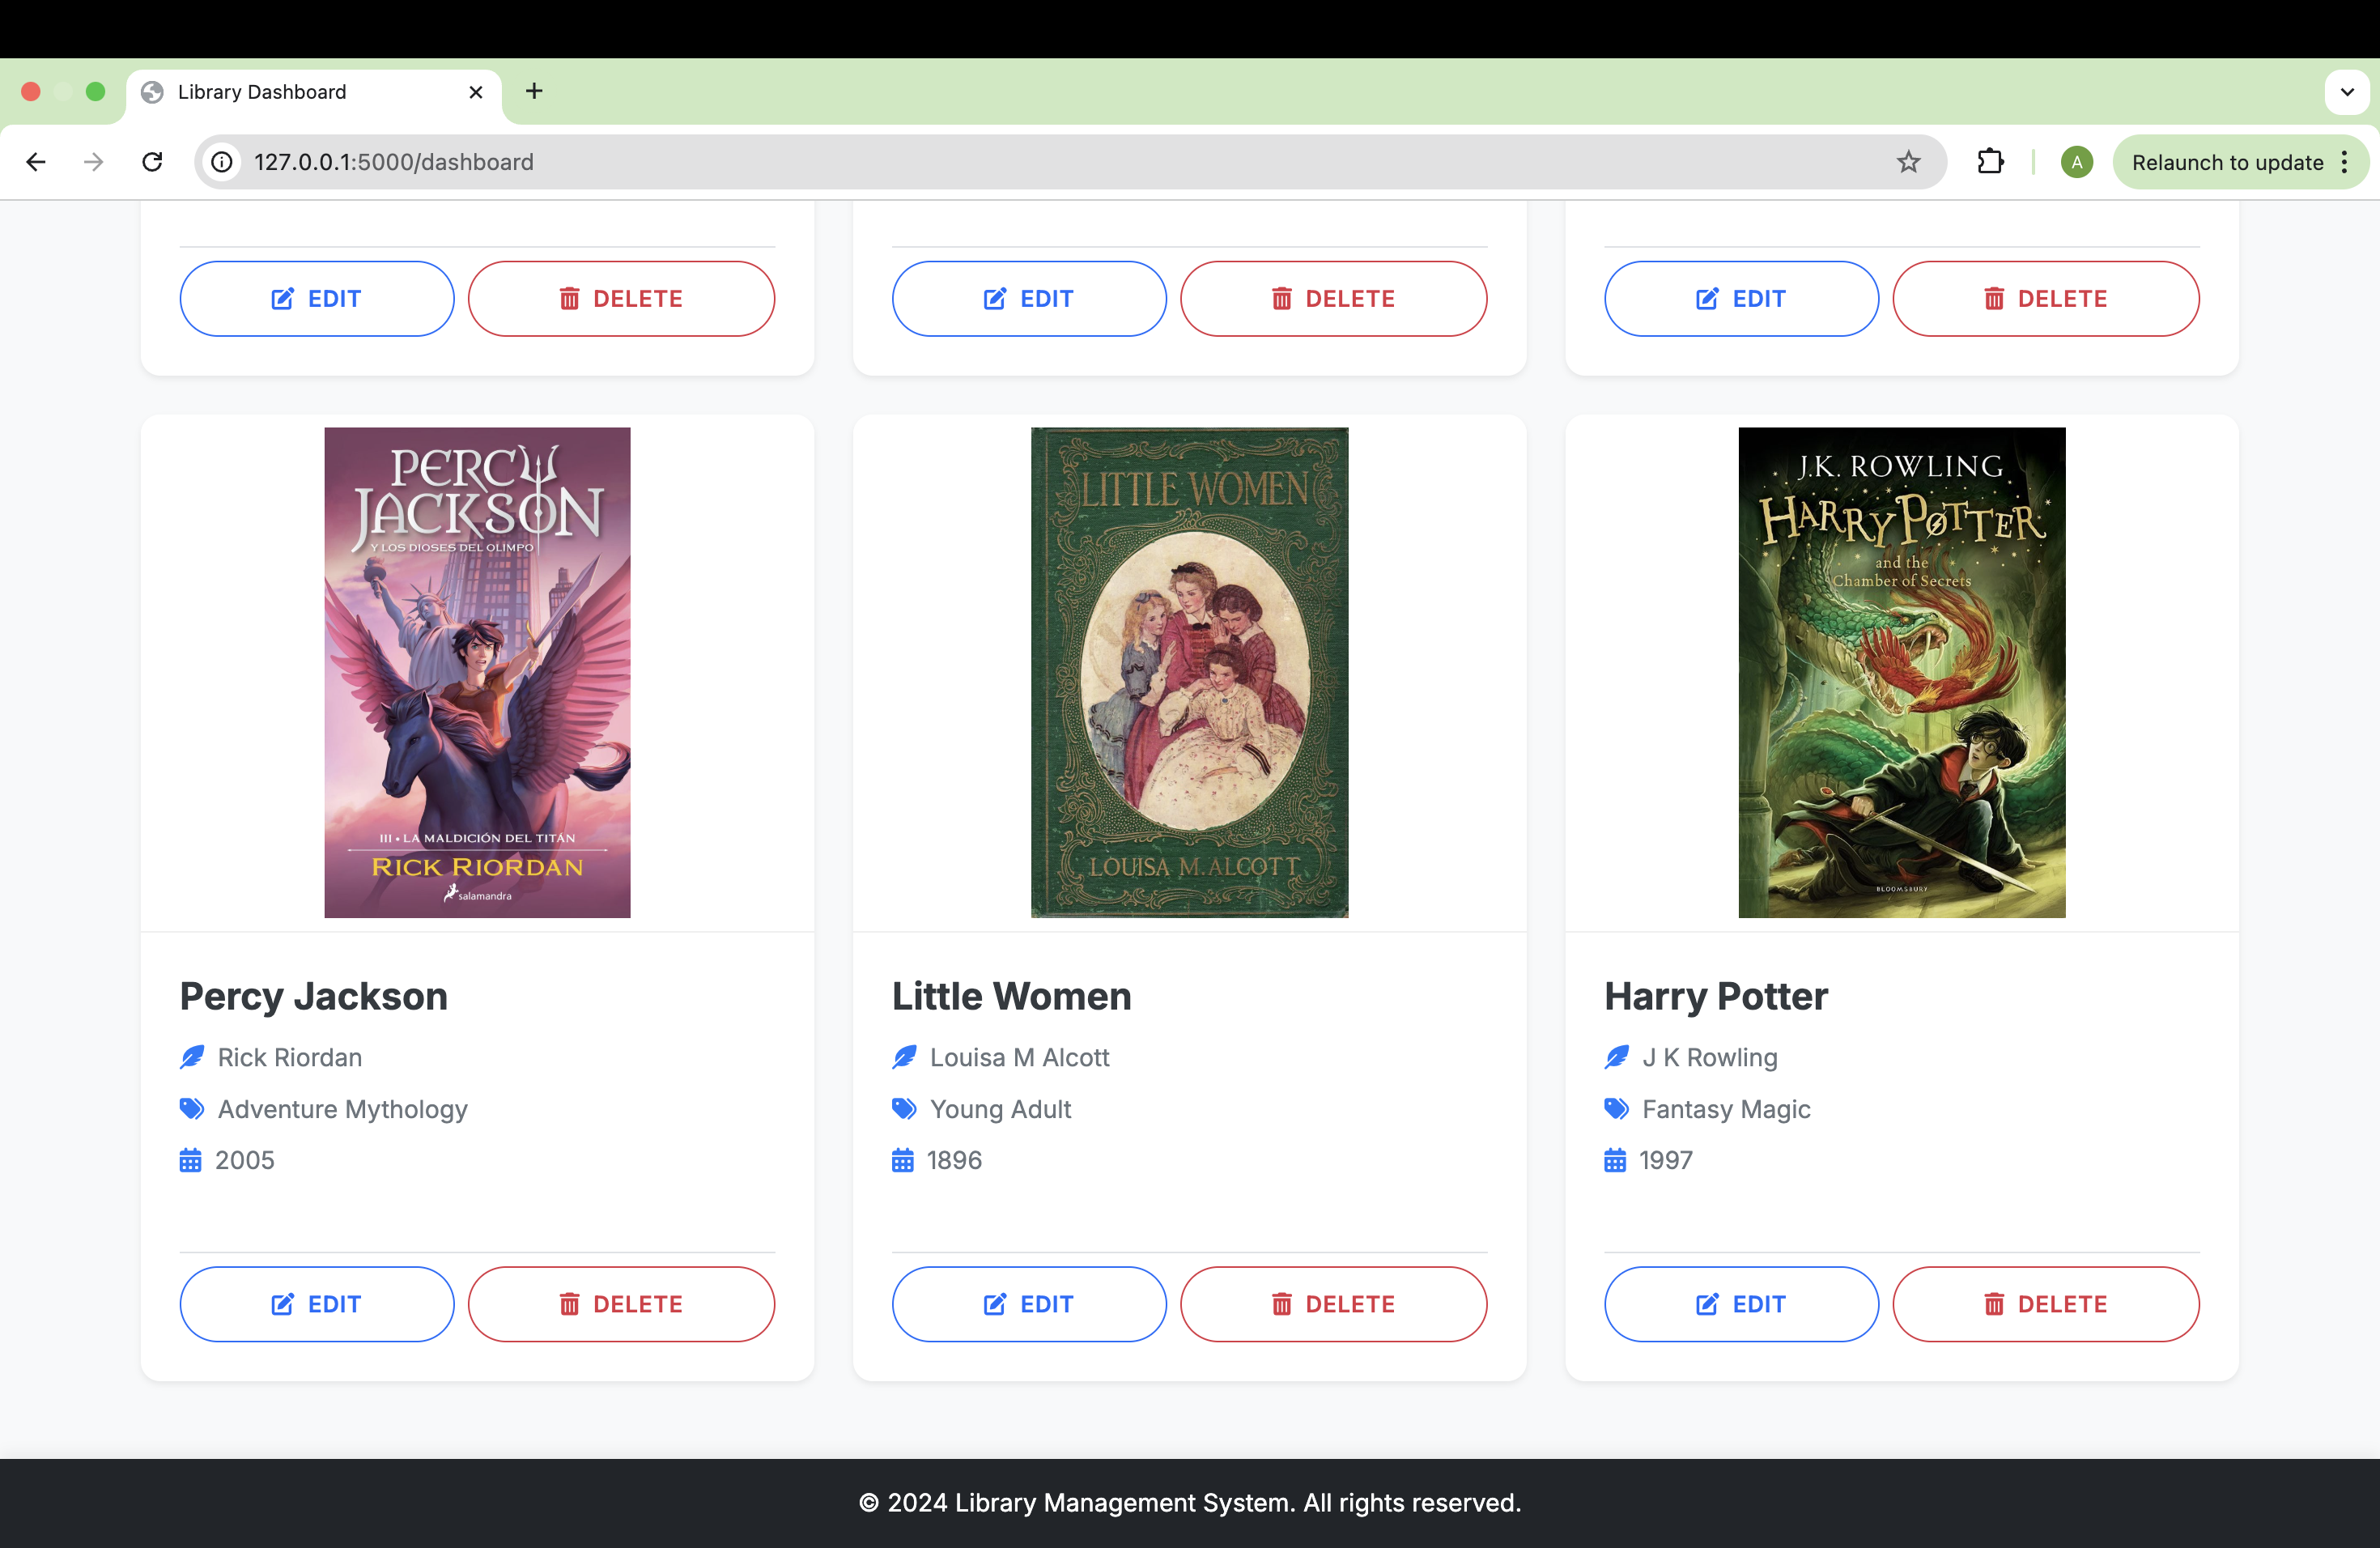 Library Dashboard
127.0.0.1:5000/dashboard
A
Relaunch to update
EDIT DELETE EDIT DELETE EDIT DELETE
PERCY
JACKSON
Y LOS DIOSES DEL OLIMPO
III • LA MALDICIÓN DEL TITÁN
RICK RIORDAN
salamandra
LITTLE WOMEN
LOUISA M. ALCOTT
J.K. ROWLING
HARRY POTTER
and the
Chamber of Secrets
BLOOMSBURY
Percy Jackson
Rick Riordan
Adventure Mythology
2005
EDIT DELETE
Little Women
Louisa M Alcott
Young Adult
1896
EDIT DELETE
Harry Potter
J K Rowling
Fantasy Magic
1997
EDIT DELETE
© 2024 Library Management System. All rights reserved.